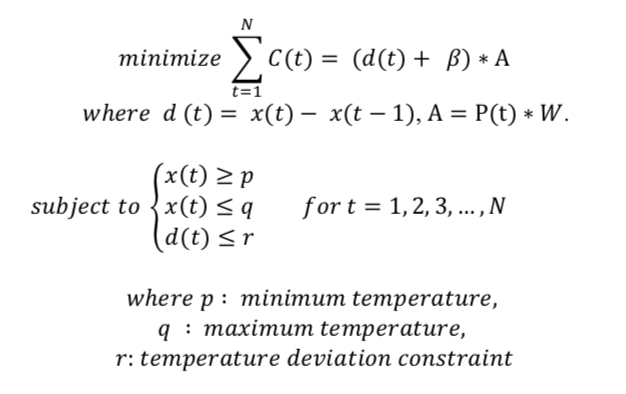 N
minimize ∑ C(t) = (d(t) + β) * A
t=1
where d (t) = x(t) − x(t − 1), A = P(t) * W.
x(t) ≥ p
subject to { x(t) ≤ q for t = 1, 2, 3, … , N
d(t) ≤ r
where p : minimum temperature,
q : maximum temperature,
r: temperature deviation constraint